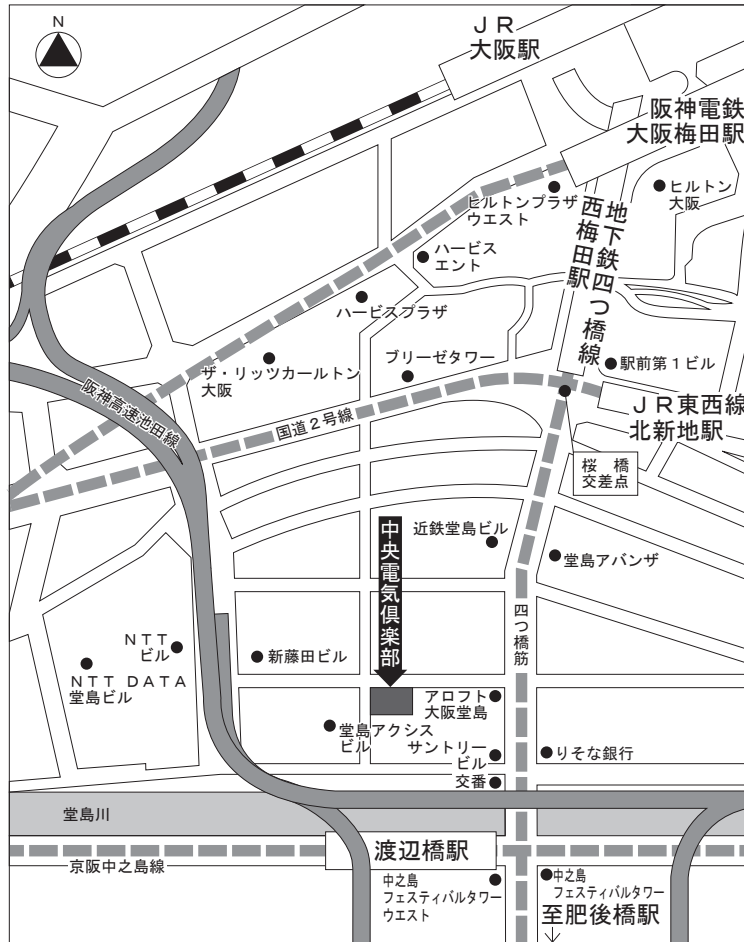 N
ＪＲ
大阪駅
阪神電鉄
大阪梅田駅
ヒルトンプラザ
ウエスト
ヒルトン
大阪
地下鉄四つ橋線
西梅田駅
ハービス
エント
ハービスプラザ
ザ・リッツカールトン
大阪
ブリーゼタワー
駅前第１ビル
阪神高速池田線
国道２号線
ＪＲ東西線
北新地駅
桜橋
交差点
近鉄堂島ビル
中央電気倶楽部
堂島アバンザ
四つ橋筋
ＮＴＴ
ビル
新藤田ビル
ＮＴＴ ＤＡＴＡ
堂島ビル
アロフト
大阪堂島
堂島アクシス
ビル
サントリー
ビル
りそな銀行
交番
堂島川
渡辺橋駅
京阪中之島線
中之島
フェスティバルタワー
ウエスト
中之島
フェスティバルタワー
至肥後橋駅